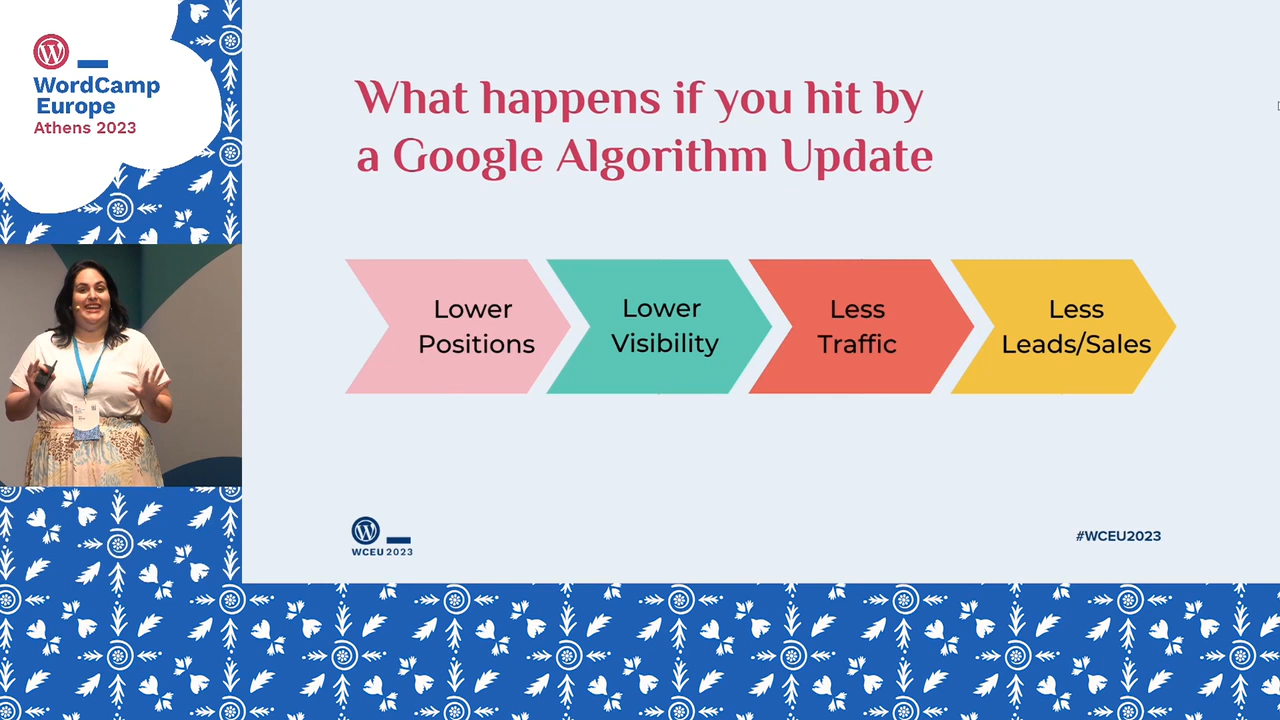 WordCamp
Europe
Athens 2023
What happens if you hit by
a Google Algorithm Update
Lower
Positions
Lower
Visibility
Less
Traffic
Less
Leads/Sales
WCEU 2023
#WCEU2023